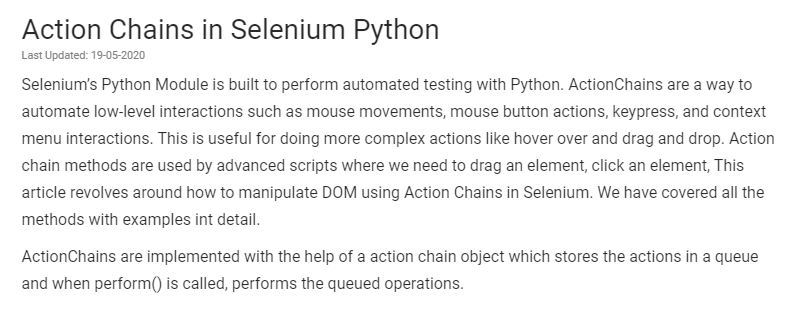 Action Chains in Selenium Python
Last Updated: 19-05-2020
Selenium’s Python Module is built to perform automated testing with Python. ActionChains are a way to
automate low-level interactions such as mouse movements, mouse button actions, keypress, and context
menu interactions. This is useful for doing more complex actions like hover over and drag and drop. Action
chain methods are used by advanced scripts where we need to drag an element, click an element, This
article revolves around how to manipulate DOM using Action Chains in Selenium. We have covered all the
methods with examples int detail.
ActionChains are implemented with the help of a action chain object which stores the actions in a queue
and when perform() is called, performs the queued operations.